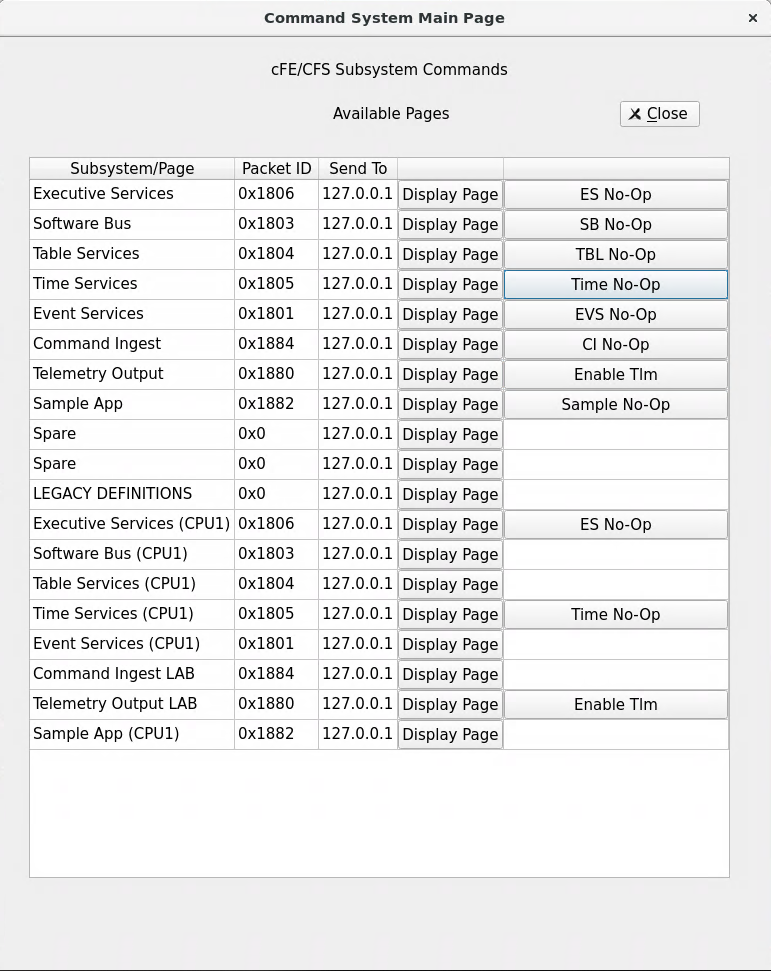 Command System Main Page ×
cFE/CFS Subsystem Commands
Available Pages Close
Subsystem/Page Packet ID Send To
Executive Services 0x1806 127.0.0.1 Display Page ES No-Op
Software Bus 0x1803 127.0.0.1 Display Page SB No-Op
Table Services 0x1804 127.0.0.1 Display Page TBL No-Op
Time Services 0x1805 127.0.0.1 Display Page Time No-Op
Event Services 0x1801 127.0.0.1 Display Page EVS No-Op
Command Ingest 0x1884 127.0.0.1 Display Page CI No-Op
Telemetry Output 0x1880 127.0.0.1 Display Page Enable Tlm
Sample App 0x1882 127.0.0.1 Display Page Sample No-Op
Spare 0x0 127.0.0.1 Display Page
Spare 0x0 127.0.0.1 Display Page
LEGACY DEFINITIONS 0x0 127.0.0.1 Display Page
Executive Services (CPU1) 0x1806 127.0.0.1 Display Page ES No-Op
Software Bus (CPU1) 0x1803 127.0.0.1 Display Page
Table Services (CPU1) 0x1804 127.0.0.1 Display Page
Time Services (CPU1) 0x1805 127.0.0.1 Display Page Time No-Op
Event Services (CPU1) 0x1801 127.0.0.1 Display Page
Command Ingest LAB 0x1884 127.0.0.1 Display Page
Telemetry Output LAB 0x1880 127.0.0.1 Display Page Enable Tlm
Sample App (CPU1) 0x1882 127.0.0.1 Display Page